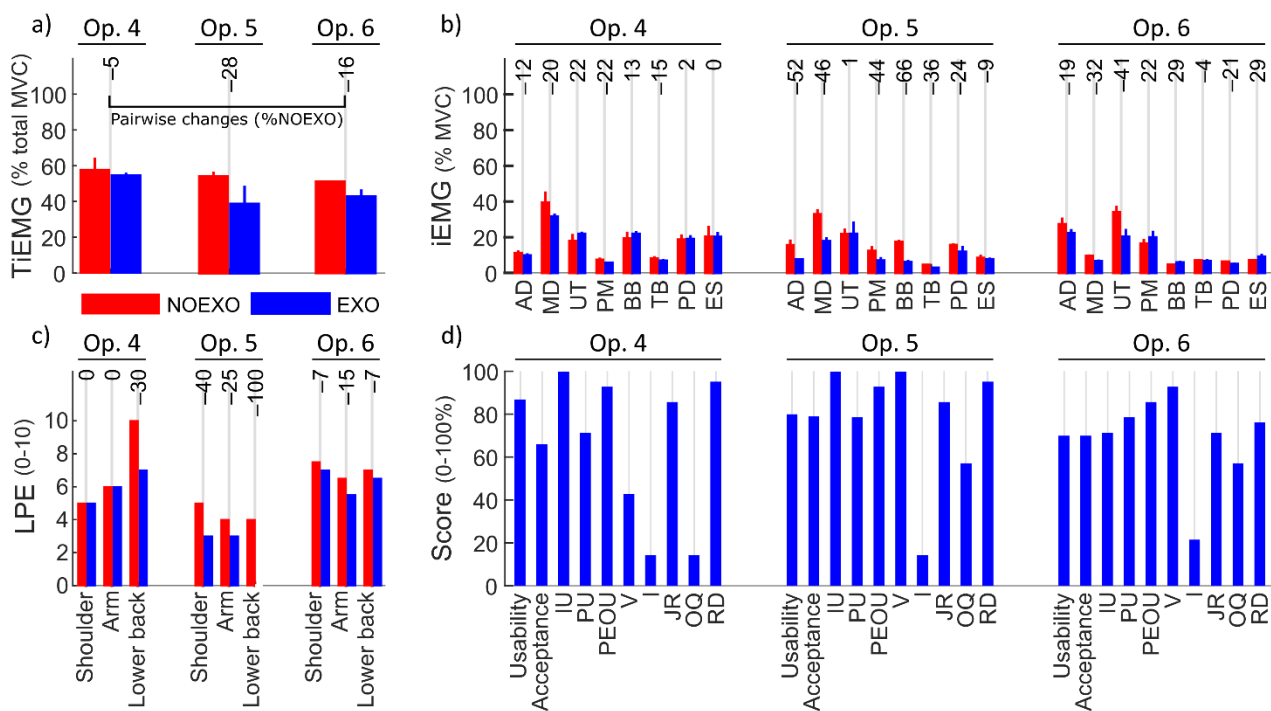 a)
Op. 4
Op. 5
Op. 6
TiEMG (% total MVC)
100
80
60
40
20
0
−5
−28
−16
Pairwise changes (%NOEXO)
NOEXO
EXO
b)
Op. 4
Op. 5
Op. 6
iEMG (% MVC)
100
80
60
40
20
0
−12
−20
22
−22
13
−15
2
0
−52
−46
1
−44
−66
−36
−24
−9
−19
−32
−41
22
29
−4
−21
29
AD
MD
UT
PM
BB
TB
PD
ES
AD
MD
UT
PM
BB
TB
PD
ES
AD
MD
UT
PM
BB
TB
PD
ES
c)
Op. 4
Op. 5
Op. 6
LPE (0-10)
10
8
6
4
2
0
0
0
−30
−40
−25
−100
−7
−15
−7
Shoulder
Arm
Lower back
Shoulder
Arm
Lower back
Shoulder
Arm
Lower back
d)
Op. 4
Op. 5
Op. 6
Score (0-100%)
100
80
60
40
20
0
Usability
Acceptance
IU
PU
PEOU
V
I
JR
OQ
RD
Usability
Acceptance
IU
PU
PEOU
V
I
JR
OQ
RD
Usability
Acceptance
IU
PU
PEOU
V
I
JR
OQ
RD